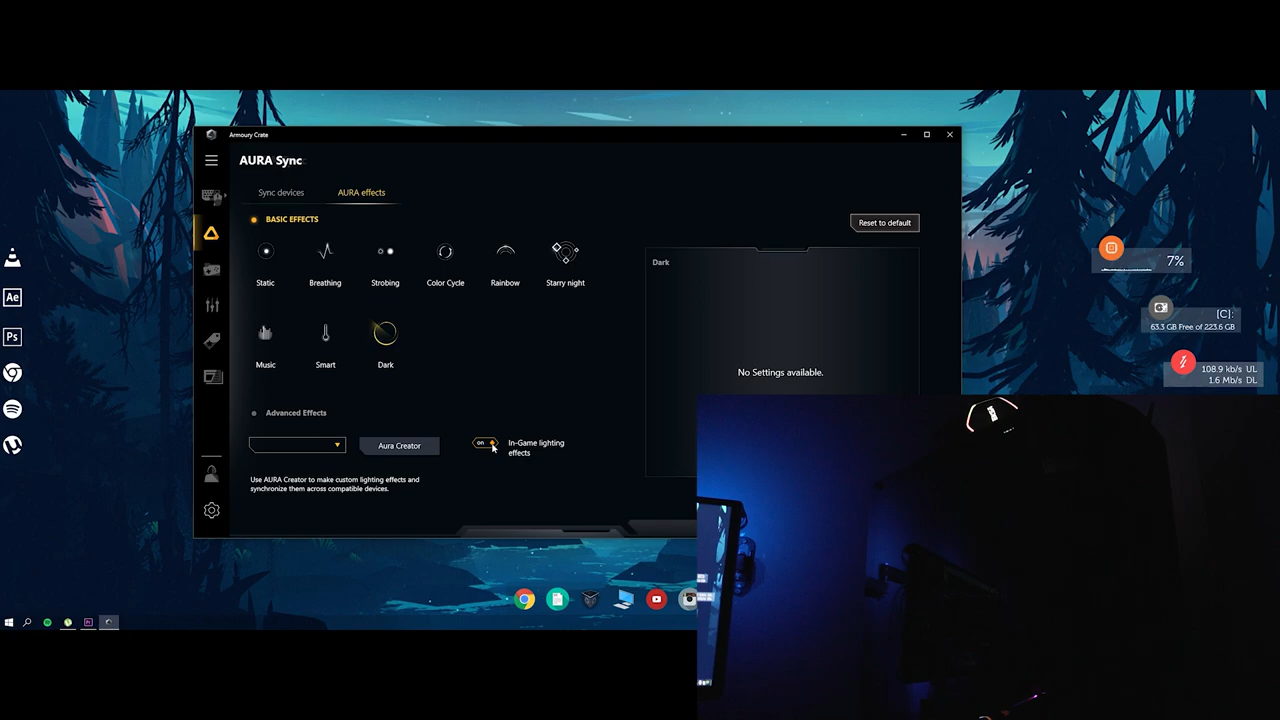 Armoury Crate
AURA Sync
Sync devices
AURA effects
BASIC EFFECTS
Reset to default
Static
Breathing
Strobing
Color Cycle
Rainbow
Starry night
Dark
Music
Smart
Dark
No Settings available.
Advanced Effects
Aura Creator
on
In-Game lighting
effects
Use AURA Creator to make custom lighting effects and
synchronize them across compatible devices.
Ae
Ps
7%
[C]:
63.3 GB Free of 223.6 GB
108.9 kb/s UL
1.6 Mb/s DL